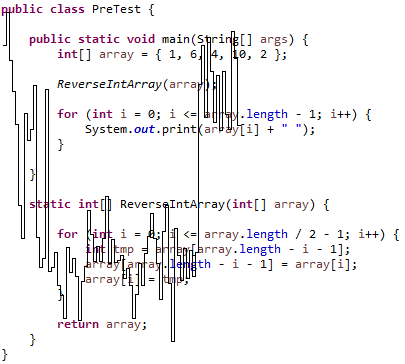 public class PreTest {
public static void main(String[] args) {
int[] array = { 1, 6, 4, 10, 2 };
ReverseIntArray(array);
for (int i = 0; i <= array.length - 1; i++) {
System.out.print(array[i] + " ");
}
}
static int[] ReverseIntArray(int[] array) {
for (int i = 0; i <= array.length / 2 - 1; i++) {
int tmp = array[array.length - i - 1];
array[array.length - i - 1] = array[i];
array[i] = tmp;
}
return array;
}
}